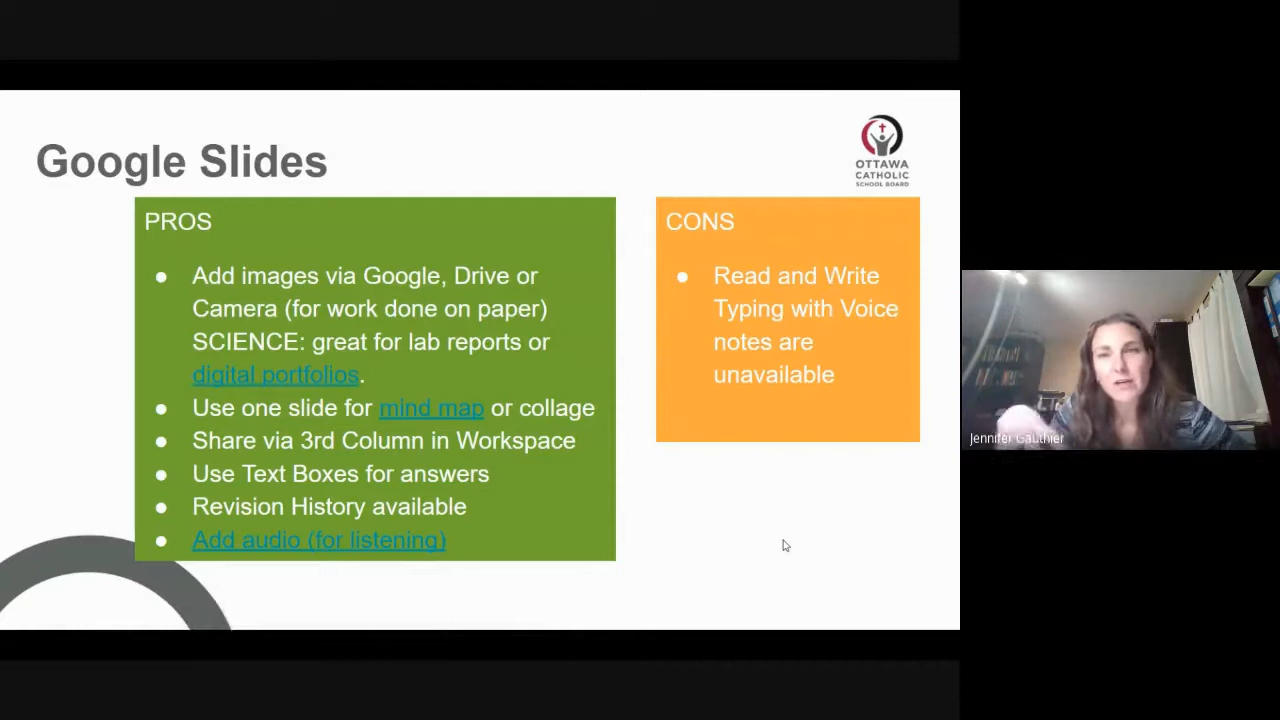 Google Slides
OTTAWA
CATHOLIC
SCHOOL BOARD
PROS
● Add images via Google, Drive or
Camera (for work done on paper)
SCIENCE: great for lab reports or
digital portfolios.
● Use one slide for mind map or collage
● Share via 3rd Column in Workspace
● Use Text Boxes for answers
● Revision History available
● Add audio (for listening)
CONS
● Read and Write
Typing with Voice
notes are
unavailable
Jennifer Gauthier